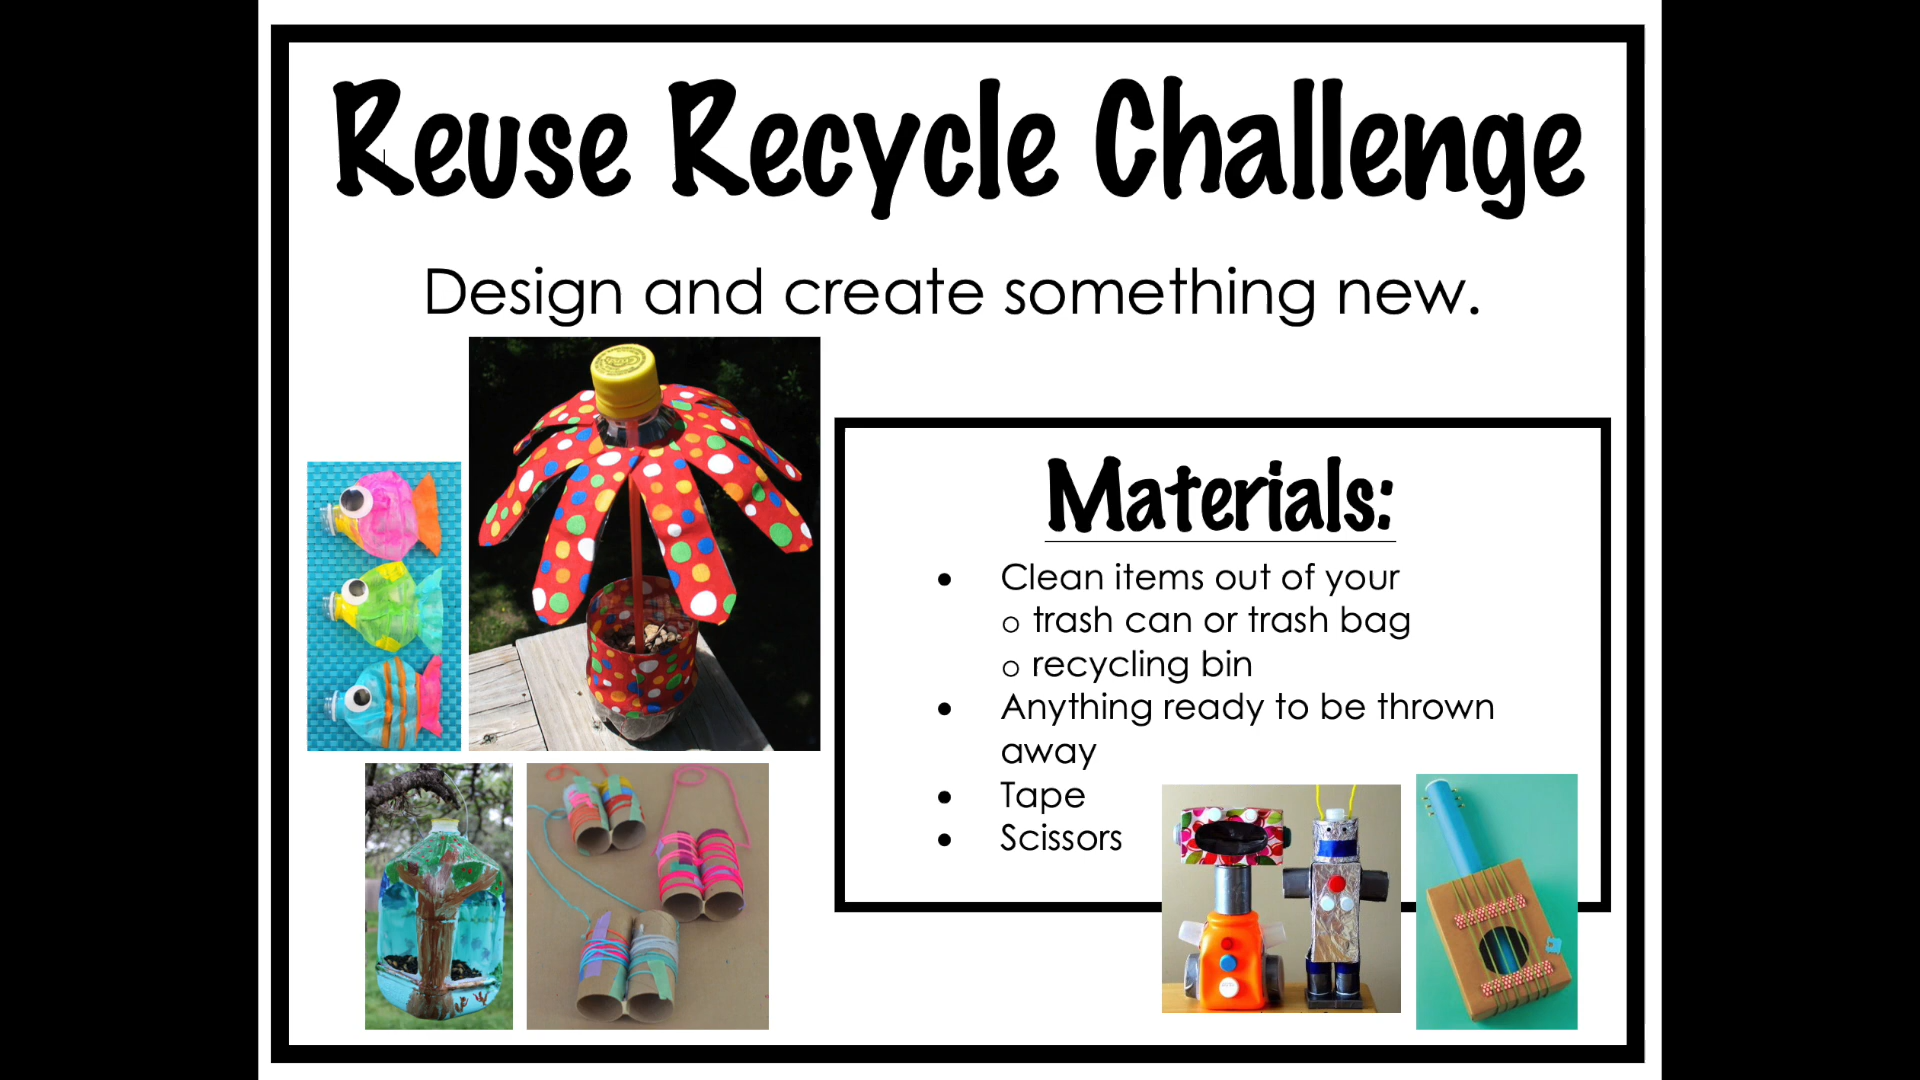 Reuse Recycle Challenge
Design and create something new.
Materials:
• Clean items out of your
o trash can or trash bag
o recycling bin
• Anything ready to be thrown
away
• Tape
• Scissors